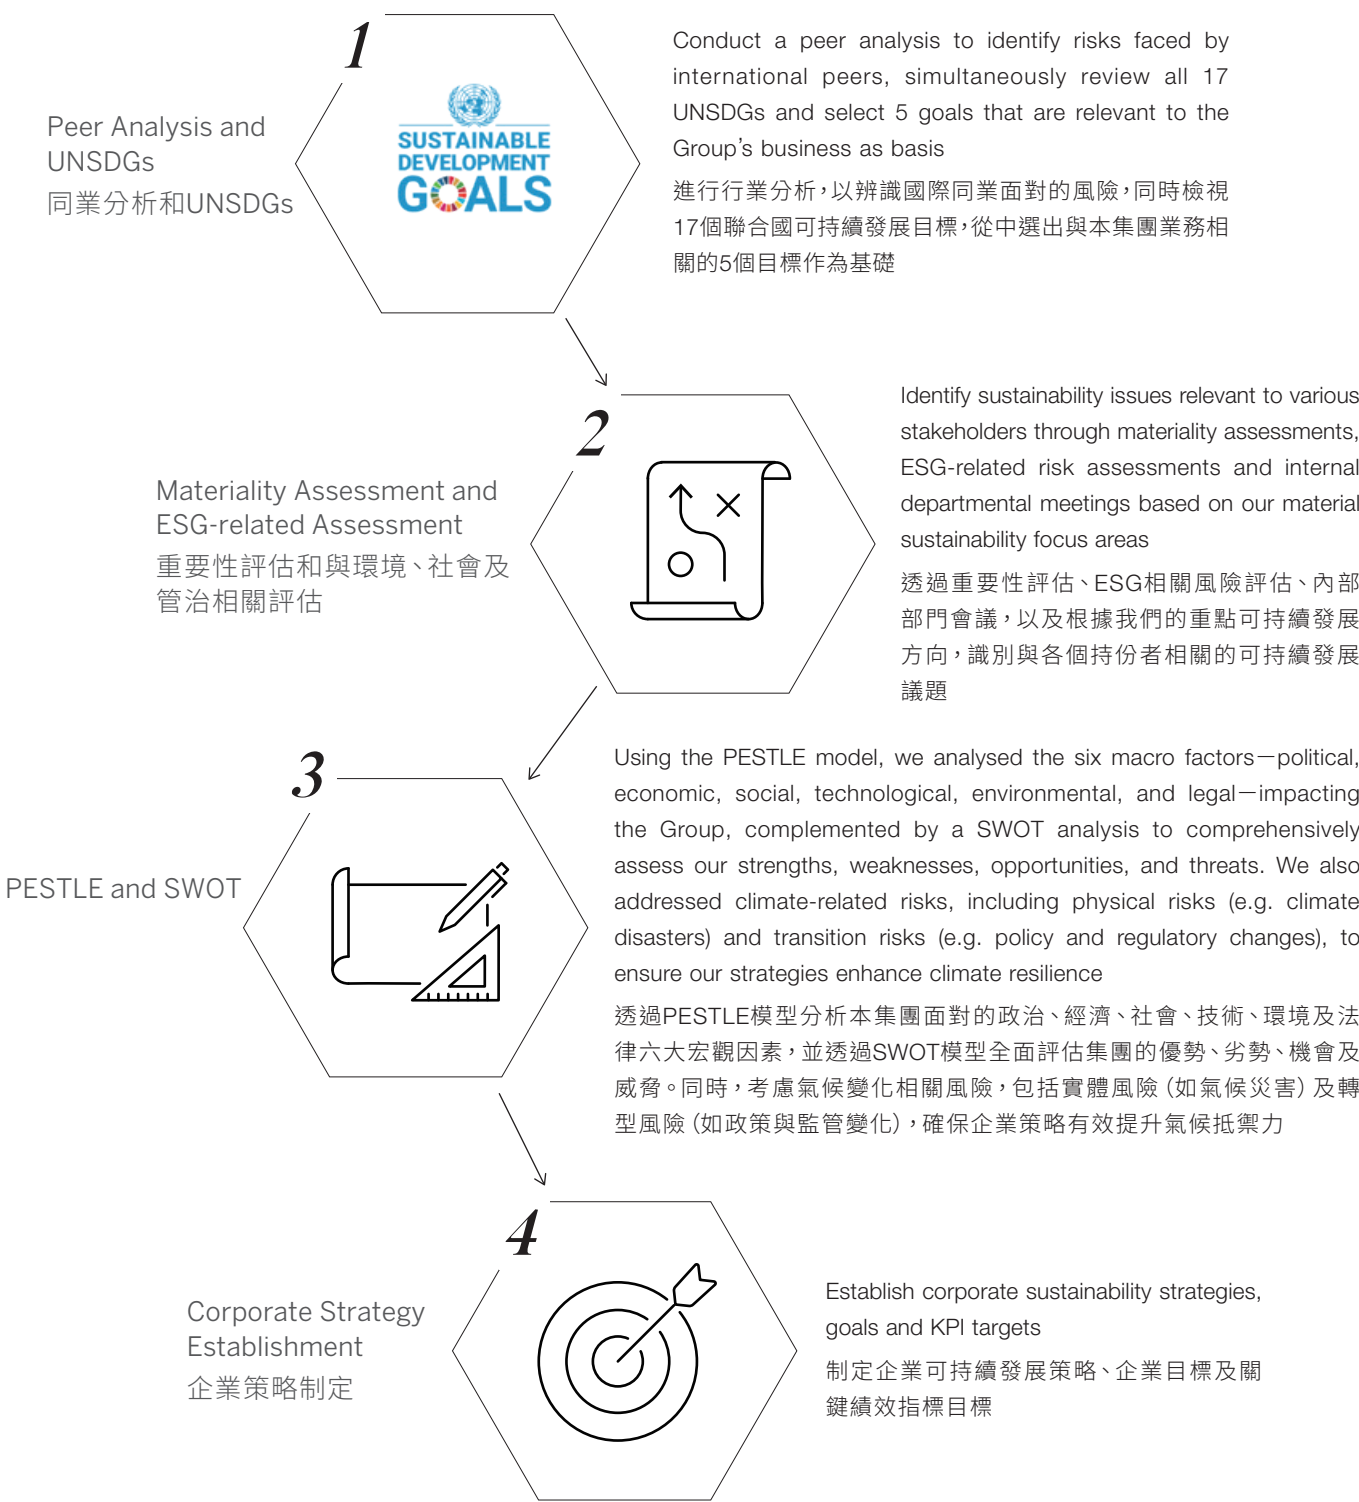 1
SUSTAINABLE
DEVELOPMENT
GOALS
Peer Analysis and
UNSDGs
同業分析和UNSDGs
Conduct a peer analysis to identify risks faced by
international peers, simultaneously review all 17
UNSDGs and select 5 goals that are relevant to the
Group's business as basis
進行行業分析，以辨識國際同業面對的風險，同時檢視
17個聯合國可持續發展目標，從中選出與本集團業務相
關的5個目標作為基礎
2
Materiality Assessment and
ESG-related Assessment
重要性評估和與環境、社會及
管治相關評估
Identify sustainability issues relevant to various
stakeholders through materiality assessments,
ESG-related risk assessments and internal
departmental meetings based on our material
sustainability focus areas
透過重要性評估、ESG相關風險評估、內部
部門會議，以及根據我們的重點可持續發展
方向，識別與各個持份者相關的可持續發展
議題
3
PESTLE and SWOT
Using the PESTLE model, we analysed the six macro factors—political,
economic, social, technological, environmental, and legal—impacting
the Group, complemented by a SWOT analysis to comprehensively
assess our strengths, weaknesses, opportunities, and threats. We also
addressed climate-related risks, including physical risks (e.g. climate
disasters) and transition risks (e.g. policy and regulatory changes), to
ensure our strategies enhance climate resilience
透過PESTLE模型分析本集團面對的政治、經濟、社會、技術、環境及法
律六大宏觀因素，並透過SWOT模型全面評估集團的優勢、劣勢、機會及
威脅。同時，考慮氣候變化相關風險，包括實體風險（如氣候災害）及轉
型風險（如政策與監管變化），確保企業策略有效提升氣候抵禦力
4
Corporate Strategy
Establishment
企業策略制定
Establish corporate sustainability strategies,
goals and KPI targets
制定企業可持續發展策略、企業目標及關
鍵績效指標目標